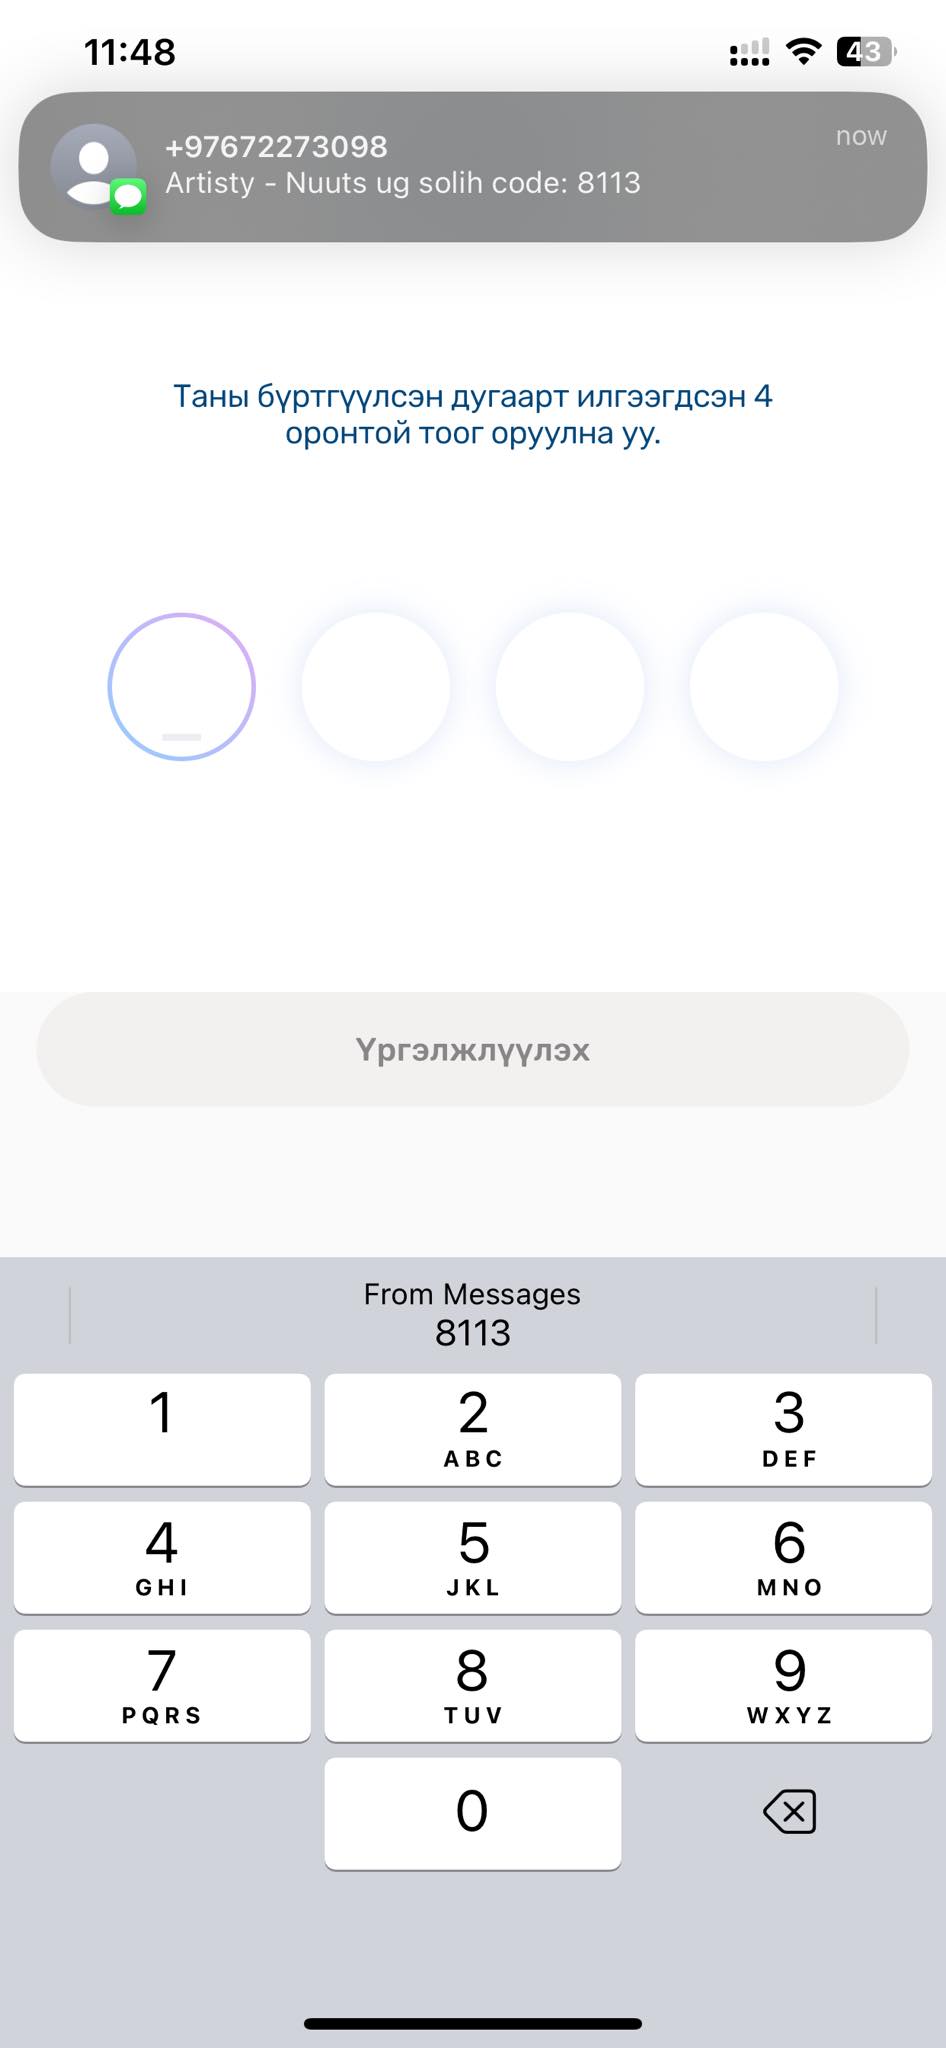 11:48
43
+97672273098
now
Artisty - Nuuts ug solih code: 8113
Таны бүртгүүлсэн дугаарт илгээгдсэн 4
оронтой тоог оруулна уу.
Үргэлжлүүлэх
From Messages
8113
1
2
3
ABC
DEF
4
5
6
GHI
JKL
MNO
7
8
9
PQRS
TUV
WXYZ
0